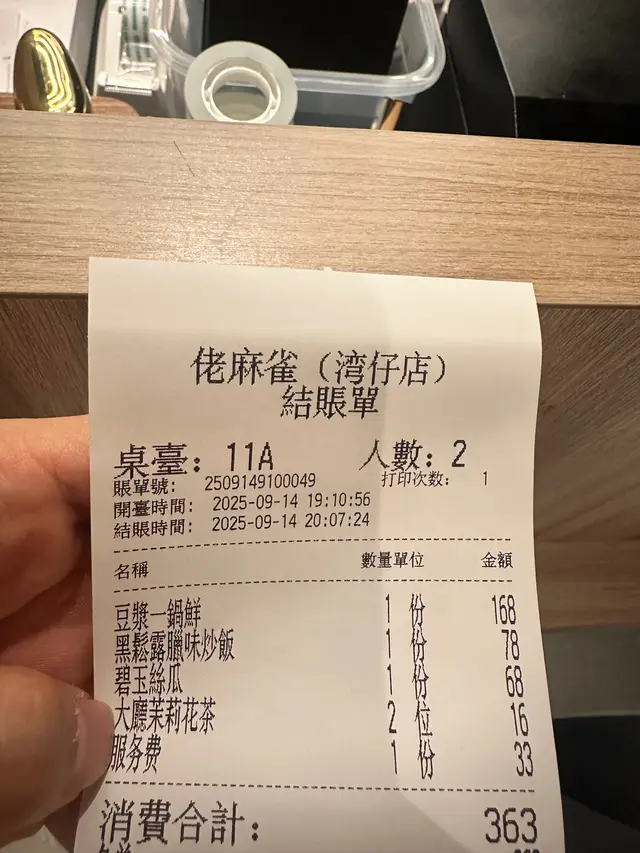 佬麻雀（湾仔店）
結賬單
桌臺：11A 人數：2
賬單號： 2509149100049 打印次数： 1
開臺時間： 2025-09-14 19:10:56
結賬時間： 2025-09-14 20:07:24
名稱 數量單位 金額
豆漿一鍋鮮 1 份 168
黑鬆露臘味炒飯 1 份 78
碧玉絲瓜 1 份 68
大廳茉莉花茶 2 位 16
服务费 1 份 33
消費合計： 363